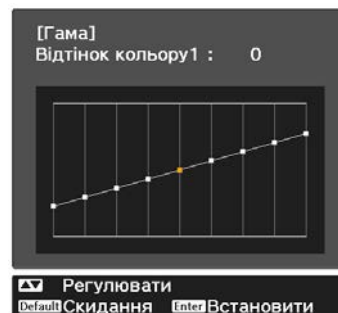 [Гама]
Відтінок кольору1 : 0
Регулювати
Default Скидання Enter Встановити